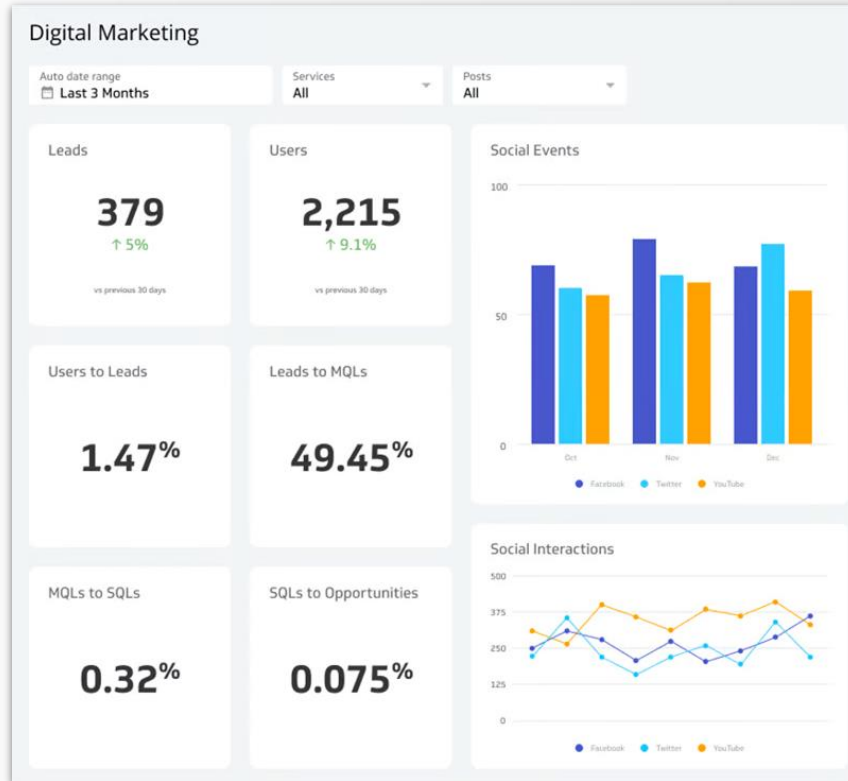 Digital Marketing
Auto date range
Last 3 Months
Services
All
Posts
All
Leads
379
↑ 5%
vs previous 30 days
Users
2,215
↑ 9.1%
vs previous 30 days
Social Events
100
50
0
Oct
Nov
Dec
Facebook
Twitter
YouTube
Users to Leads
1.47%
Leads to MQLs
49.45%
MQLs to SQLs
0.32%
SQLs to Opportunities
0.075%
Social Interactions
500
375
250
125
0
Facebook
Twitter
YouTube